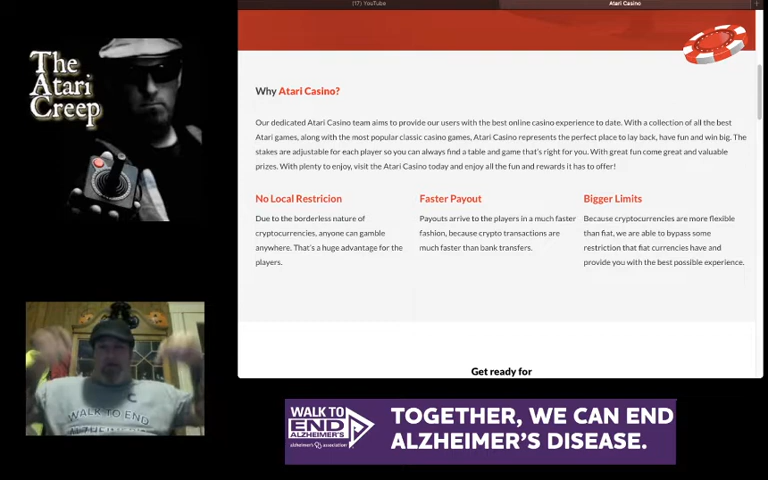 (17) YouTube
Atari Casino
The
Atari
Creep
Why Atari Casino?
Our dedicated Atari Casino team aims to provide our users with the best online casino experience to date. With a collection of all the best
Atari games, along with the most popular classic casino games, Atari Casino represents the perfect place to lay back, have fun and win big. The
stakes are adjustable for each player so you can always find a table and game that's right for you. With great fun come great and valuable
prizes. With plenty to enjoy, visit the Atari Casino today and enjoy all the fun and rewards it has to offer!
No Local Restricion
Due to the borderless nature of
cryptocurrencies, anyone can gamble
anywhere. That's a huge advantage for the
players.
Faster Payout
Payouts arrive to the players in a much faster
fashion, because crypto transactions are
much faster than bank transfers.
Bigger Limits
Because cryptocurrencies are more flexible
than fiat, we are able to bypass some
restriction that fiat currencies have and
provide you with the best possible experience.
Get ready for
WALK TO END
ALZHEIMER'S
WALK TO
END
ALZHEIMER'S
alzheimer's association
TOGETHER, WE CAN END
ALZHEIMER'S DISEASE.